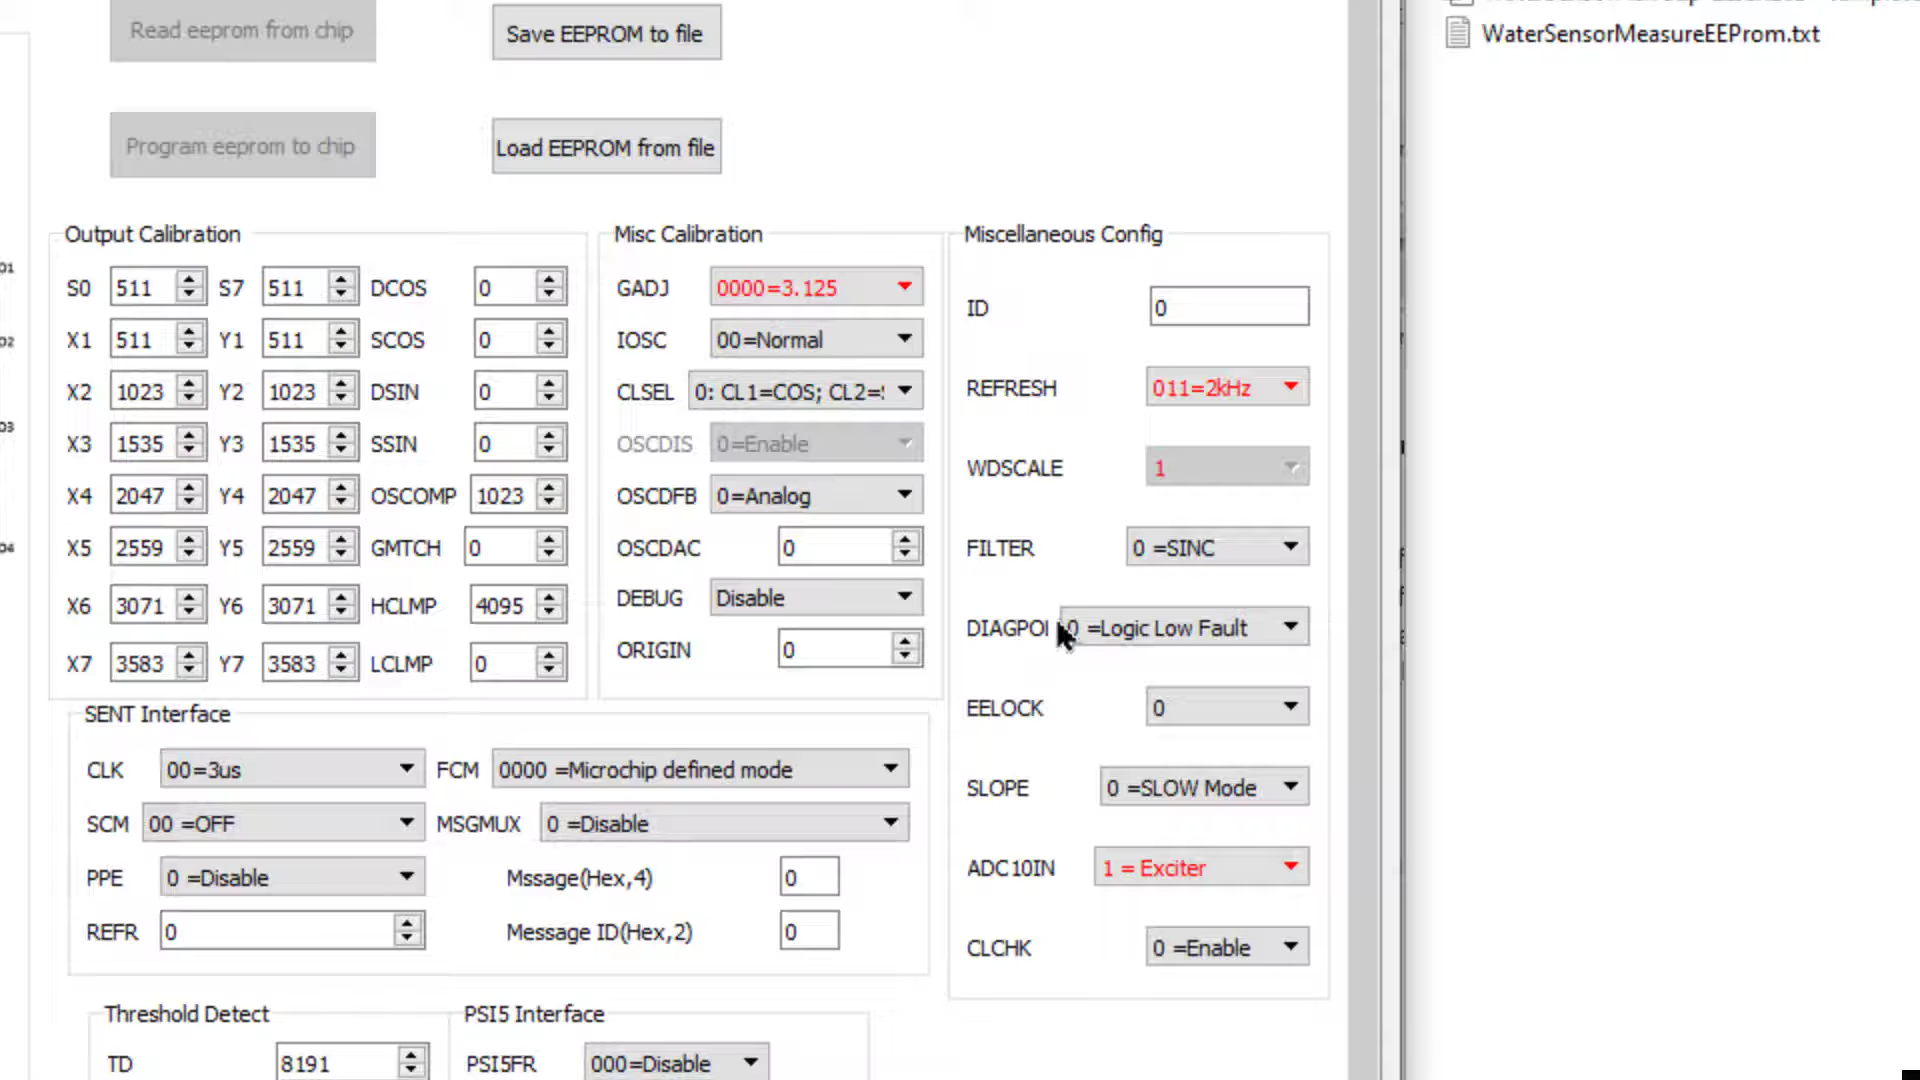 Read eeprom from chip
Save EEPROM to file
WaterSensorMeasureEEProm.txt
Program eeprom to chip
Load EEPROM from file
Output Calibration
S0 511 S7 511 DCOS 0
X1 511 Y1 511 SCOS 0
X2 1023 Y2 1023 DSIN 0
X3 1535 Y3 1535 SSIN 0
X4 2047 Y4 2047 OSCOMP 1023
X5 2559 Y5 2559 GMTCH 0
X6 3071 Y6 3071 HCLMP 4095
X7 3583 Y7 3583 LCLMP 0
Misc Calibration
GADJ 0000=3.125
IOSC 00=Normal
CLSEL 0: CL1=COS; CL2=
OSCDIS 0=Enable
OSCDFB 0=Analog
OSCDAC 0
DEBUG Disable
ORIGIN 0
Miscellaneous Config
ID 0
REFRESH 011=2kHz
WDSCALE 1
FILTER 0 =SINC
DIAGPOI 0 =Logic Low Fault
EELOCK 0
SLOPE 0 =SLOW Mode
ADC10IN 1 = Exciter
CLCHK 0 =Enable
SENT Interface
CLK 00=3us FCM 0000 =Microchip defined mode
SCM 00 =OFF MSGMUX 0 =Disable
PPE 0 =Disable Mssage(Hex,4) 0
REFR 0 Message ID(Hex,2) 0
Threshold Detect
TD 8191
PSI5 Interface
PSI5FR 000=Disable